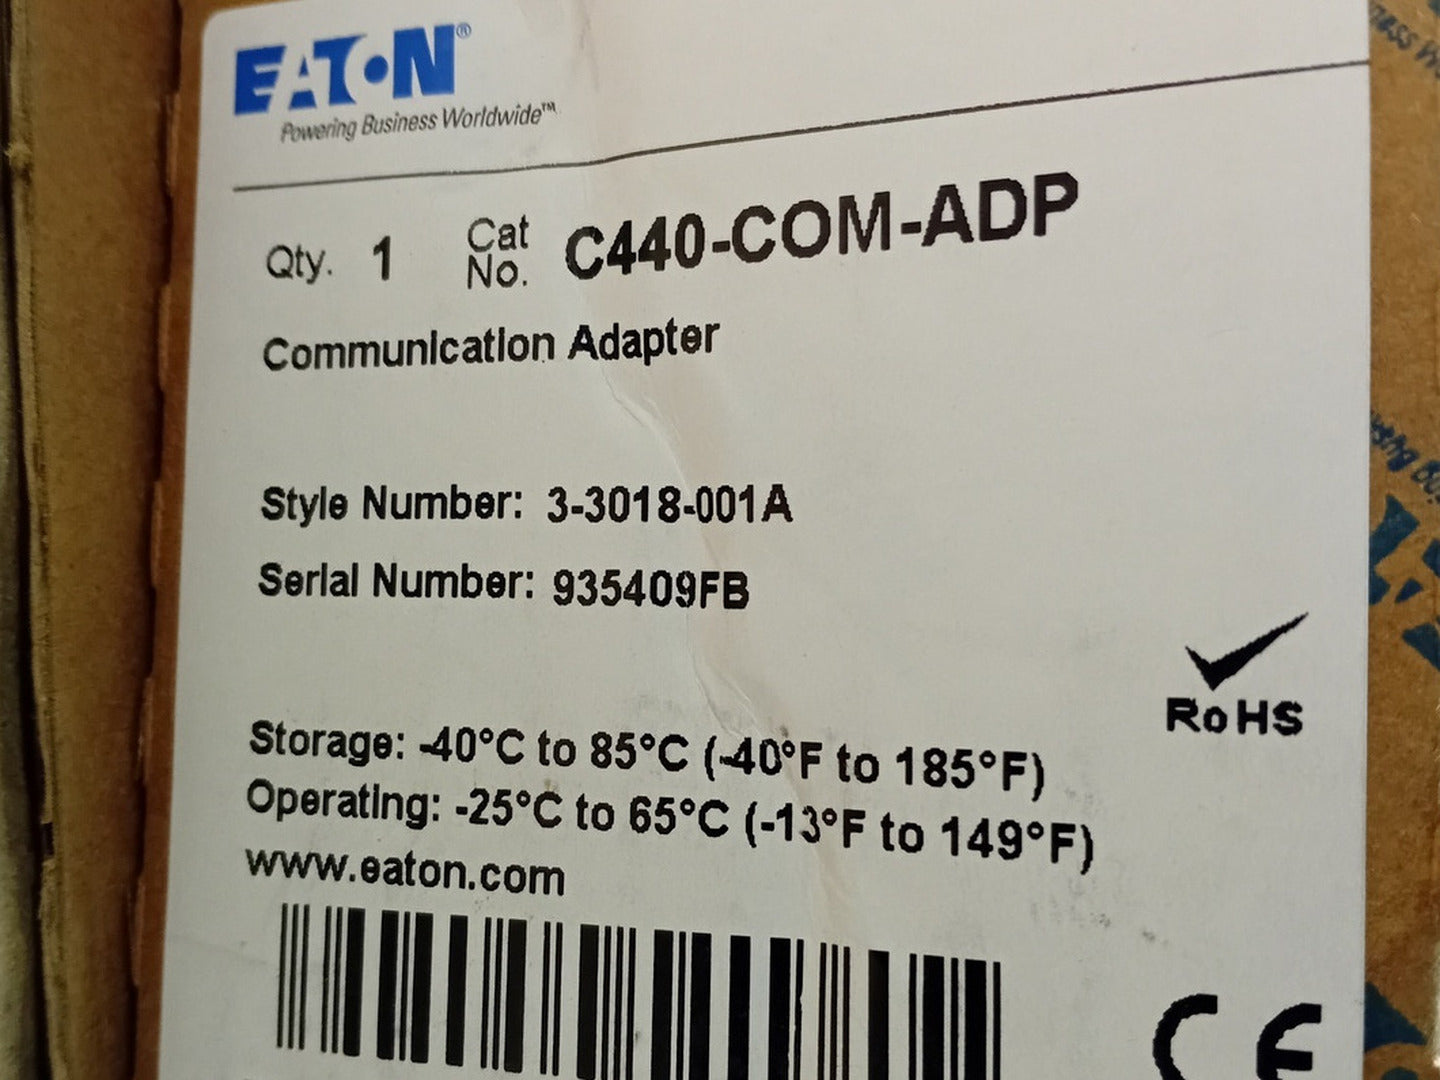 EATON®
Powering Business Worldwide™
Qty. 1 Cat No. C440-COM-ADP
Communication Adapter
Style Number: 3-3018-001A
Serial Number: 935409FB
RoHS
Storage: -40°C to 85°C (-40°F to 185°F)
Operating: -25°C to 65°C (-13°F to 149°F)
www.eaton.com
CE